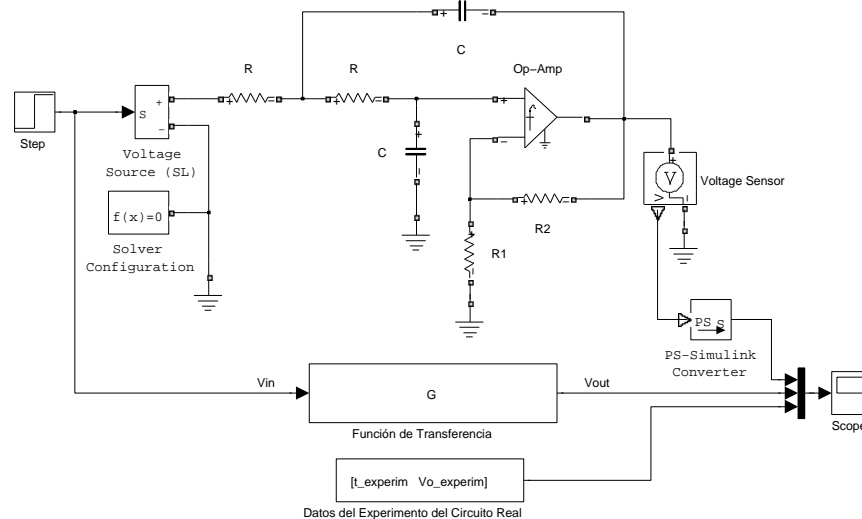 C
R
R
Op-Amp
+
-
S
+
-
Step
Voltage
Source (SL)
C
+
-
V
V
+
-
Voltage Sensor
f(x)=0
Solver
Configuration
R2
R1
PS S
PS-Simulink
Converter
Vin
G
Vout
Función de Transferencia
Scope
[t_experim Vo_experim]
Datos del Experimento del Circuito Real